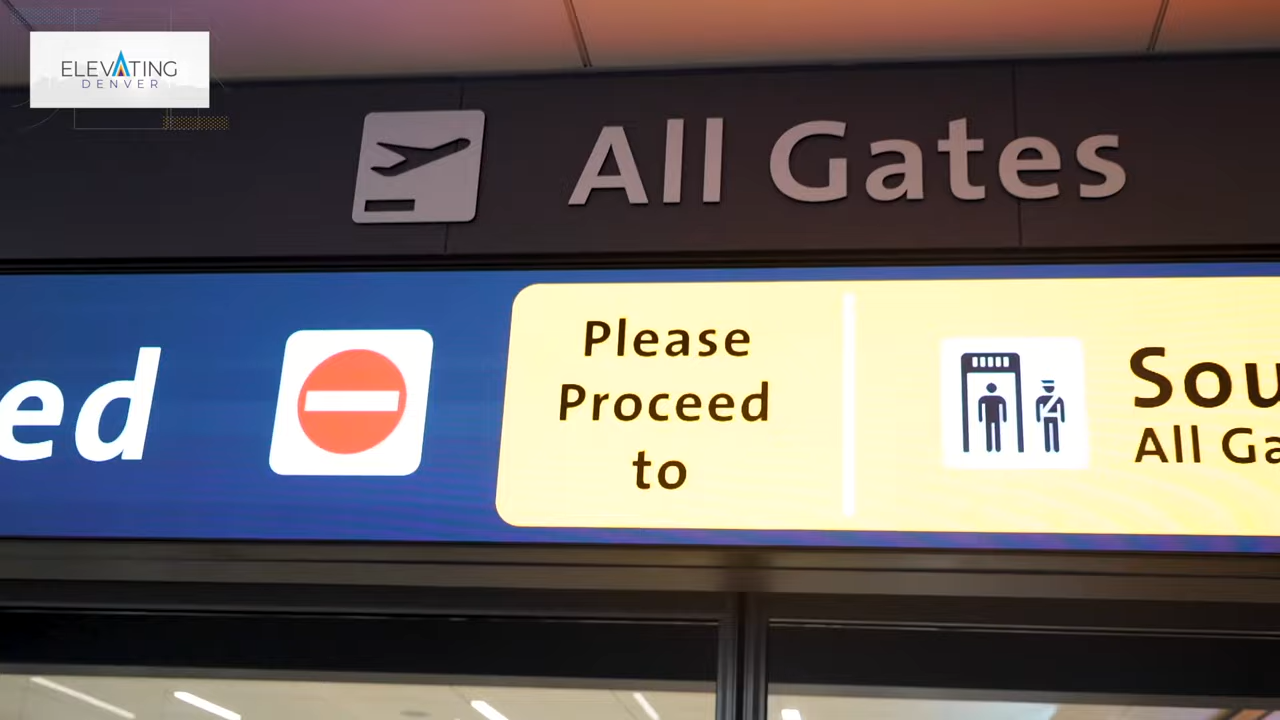 ELEVATING
DENVER
All Gates
ed
Please
Proceed
to
Sou
All Ga